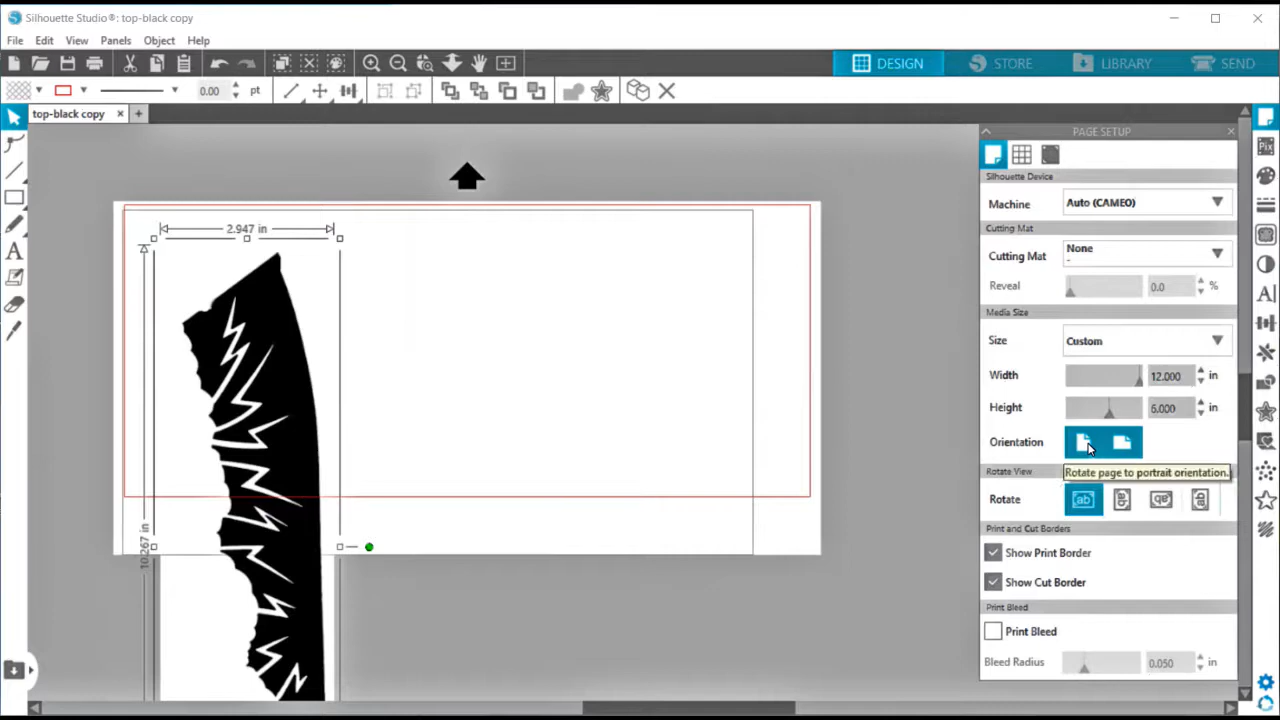 Silhouette Studio®: top-black copy
File Edit View Panels Object Help
DESIGN STORE LIBRARY SEND
0.00 pt
top-black copy
PAGE SETUP
Silhouette Device
Machine Auto (CAMEO)
Cutting Mat
Cutting Mat None
-
Reveal 0.0 %
Media Size
Size Custom
Width 12.000 in
Height 6.000 in
Orientation
Rotate page to portrait orientation.
Rotate View
Rotate
Print and Cut Borders
Show Print Border
Show Cut Border
Print Bleed
Print Bleed
Bleed Radius 0.050 in
2.947 in
10.267 in